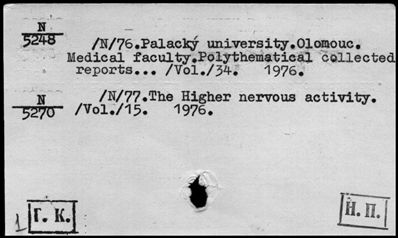 N
5248
/N/76.Palacký university.Olomouc.
Medical faculty.Polythematical collected
reports... /Vol./34. 1976.
N
5270
/N/77.The Higher nervous activity.
/Vol./15. 1976.
1
Г. К.
Н. П.